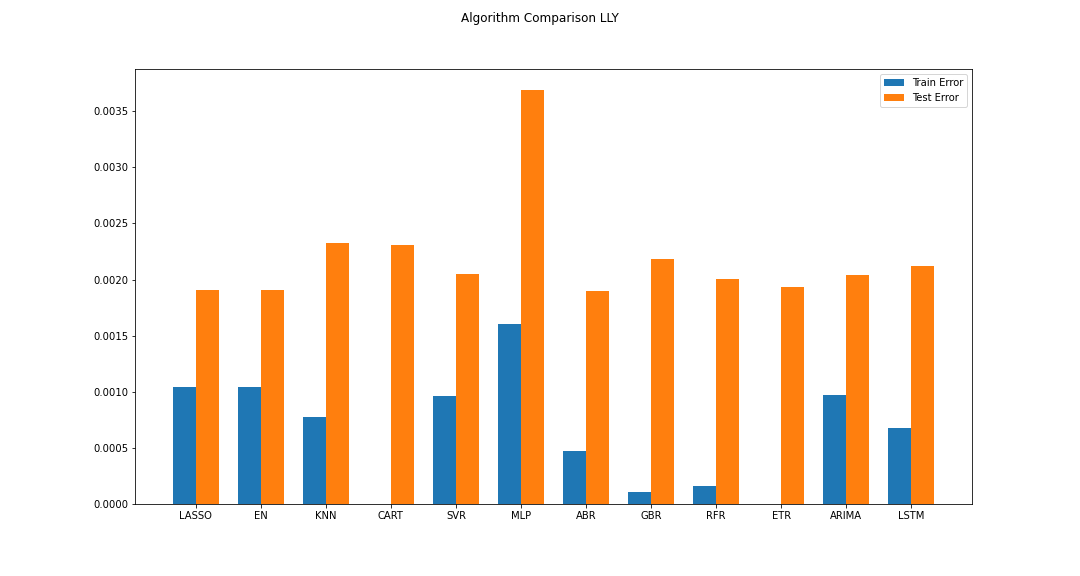 Algorithm Comparison LLY
Train Error
Test Error
0.0035
0.0030
0.0025
0.0020
0.0015
0.0010
0.0005
0.0000
LASSO EN KNN CART SVR MLP ABR GBR RFR ETR ARIMA LSTM